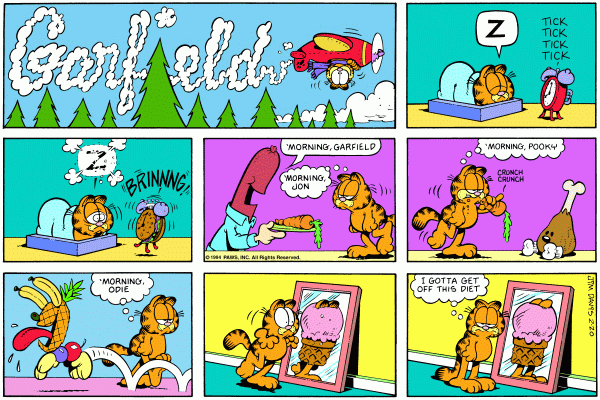 Garfield
Z
TICK
TICK
TICK
TICK
Z
BRINNNG!
'MORNING, GARFIELD
'MORNING,
JON
© 1994 PAWS, INC. All Rights Reserved.
'MORNING, POOKY
CRONCH
CRUNCH
'MORNING,
ODIE
I GOTTA GET
OFF THIS DIET
JIM DAVIS 2-20